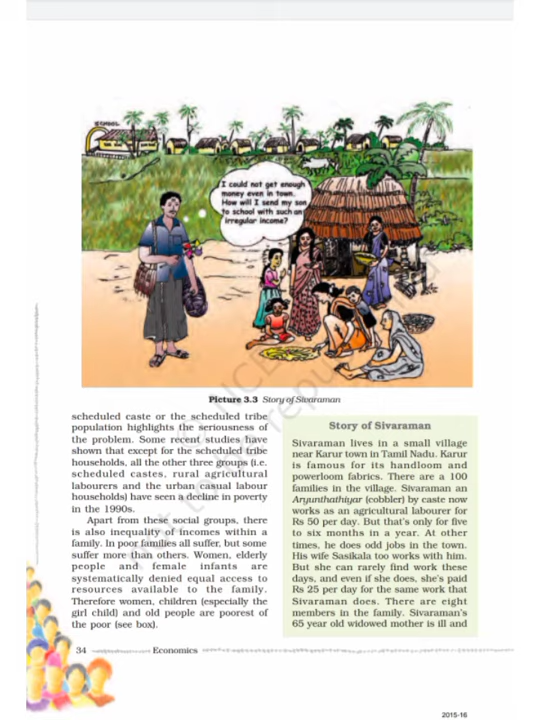 SCHOOL
I could not get enough
money even in town.
How will I send my son
to school with such an
irregular income?
Picture 3.3 Story of Sivaraman
scheduled caste or the scheduled tribe
population highlights the seriousness of
the problem. Some recent studies have
shown that except for the scheduled tribe
households, all the other three groups (i.e.
scheduled castes, rural agricultural
labourers and the urban casual labour
households) have seen a decline in poverty
in the 1990s.
Apart from these social groups, there
is also inequality of incomes within a
family. In poor families all suffer, but some
suffer more than others. Women, elderly
people and female infants are
systematically denied equal access to
resources available to the family.
Therefore women, children (especially the
girl child) and old people are poorest of
the poor (see box).
Story of Sivaraman
Sivaraman lives in a small village
near Karur town in Tamil Nadu. Karur
is famous for its handloom and
powerloom fabrics. There are a 100
families in the village. Sivaraman an
Aryunthathiyar (cobbler) by caste now
works as an agricultural labourer for
Rs 50 per day. But that's only for five
to six months in a year. At other
times, he does odd jobs in the town.
His wife Sasikala too works with him.
But she can rarely find work these
days, and even if she does, she's paid
Rs 25 per day for the same work that
Sivaraman does. There are eight
members in the family. Sivaraman's
65 year old widowed mother is ill and
34 Economics
2015-16